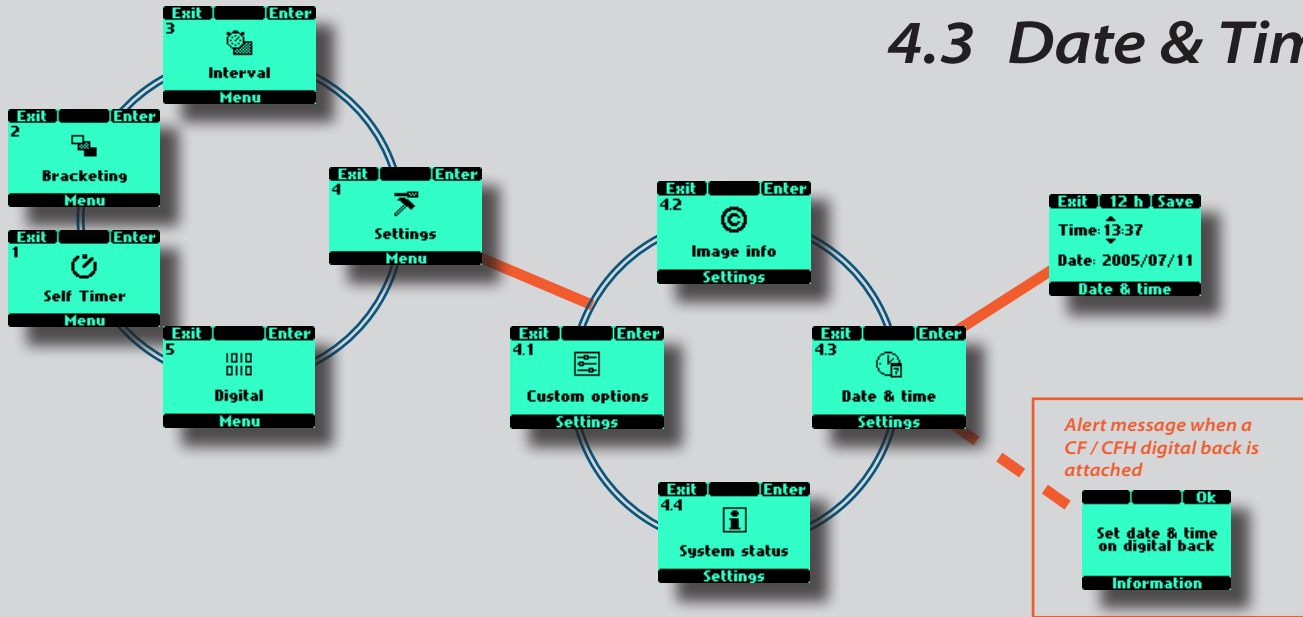 4.3 Date & Tim
Exit Enter
3
Interval
Menu
Exit Enter
2
Bracketing
Menu
Exit Enter
1
Self Timer
Menu
Exit Enter
5
1010
0110
Digital
Menu
Exit Enter
4
Settings
Menu
Exit Enter
4.2
©
Image info
Settings
Exit Enter
4.1
Custom options
Settings
Exit Enter
4.3
Date & time
Settings
Exit Enter
4.4
System status
Settings
Exit 12 h Save
Time: 13:37
Date: 2005/07/11
Date & time
Alert message when a
CF / CFH digital back is
attached
Ok
Set date & time
on digital back
Information